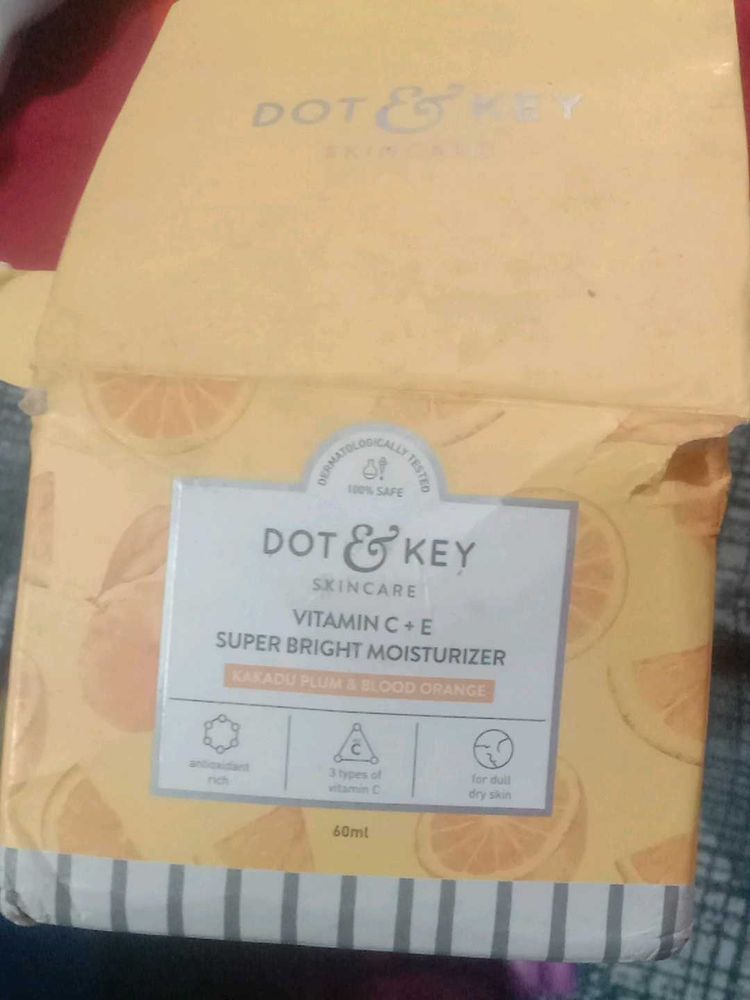 DOT & KEY
SKINCARE
DERMATOLOGICALLY TESTED
100% SAFE
DOT & KEY
SKINCARE
VITAMIN C + E
SUPER BRIGHT MOISTURIZER
KAKADU PLUM & BLOOD ORANGE
C
antioxidant
rich
3 types of
vitamin C
for dull
dry skin
60ml